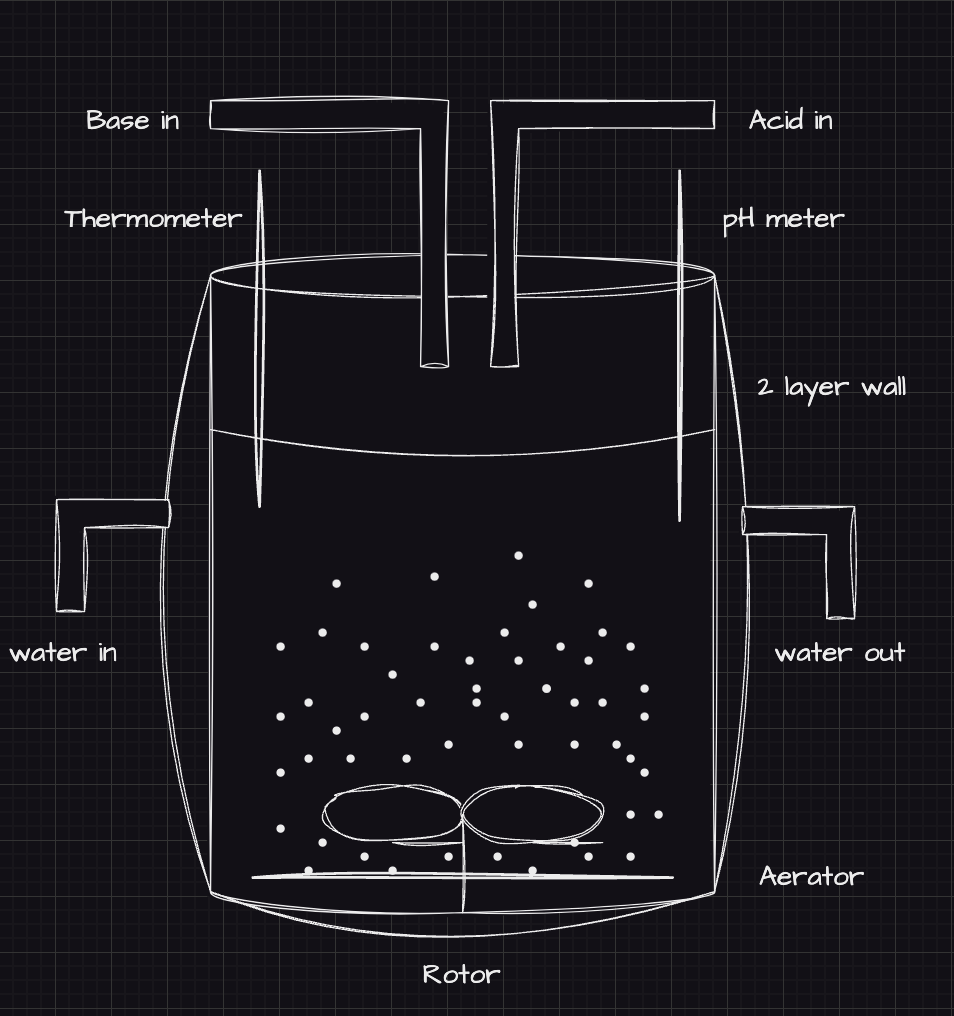 Base in
Acid in
Thermometer
pH meter
2 layer wall
water in
water out
Aerator
Rotor